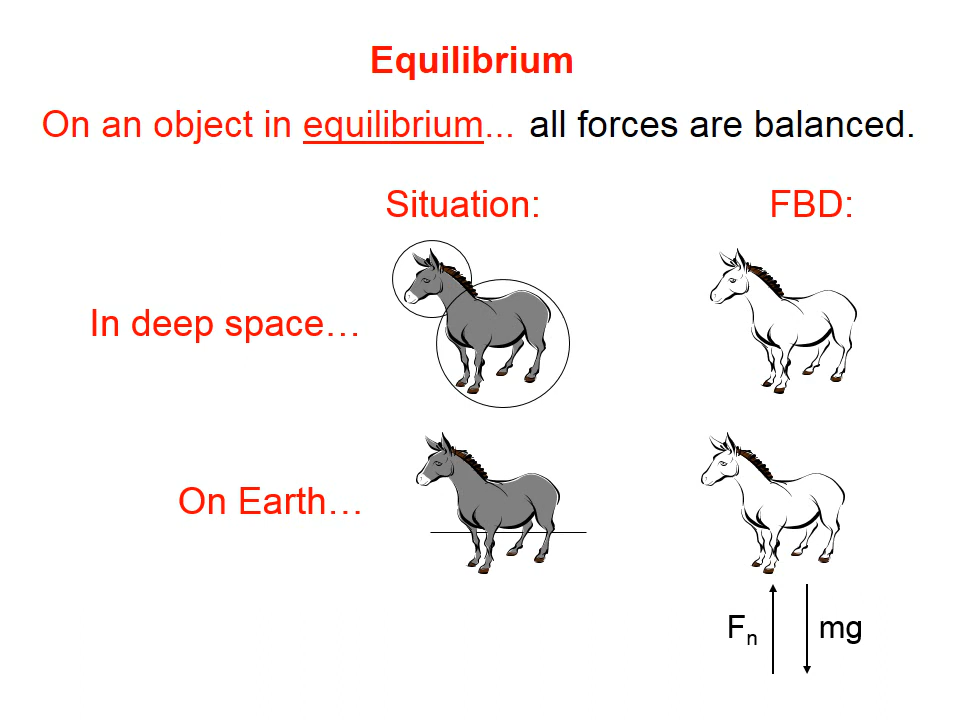 Equilibrium
On an object in equilibrium... all forces are balanced.
Situation: FBD:
In deep space…
On Earth…
Fn mg